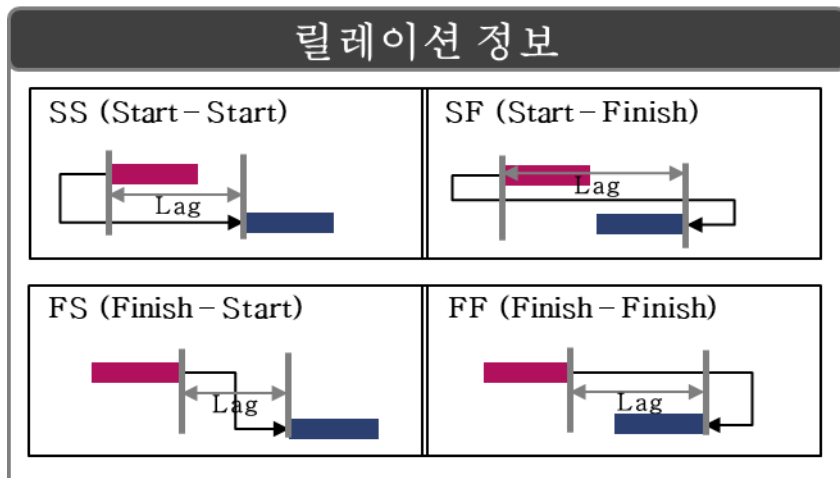 릴레이션 정보
SS (Start-Start)
Lag
SF (Start-Finish)
Lag
FS (Finish-Start)
Lag
FF (Finish-Finish)
Lag